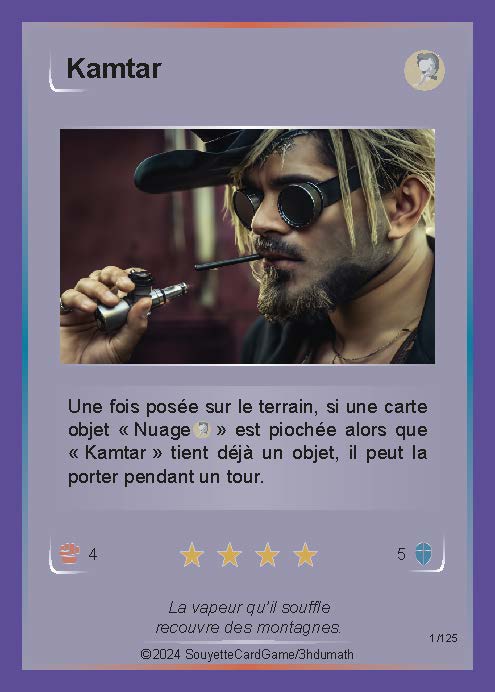 Kamtar
Une fois posée sur le terrain, si une carte
objet « Nuage » est piochée alors que
« Kamtar » tient déjà un objet, il peut la
porter pendant un tour.
4
5
La vapeur qu'il souffle
recouvre des montagnes.
1/125
©2024 SouyetteCardGame/3hdumath